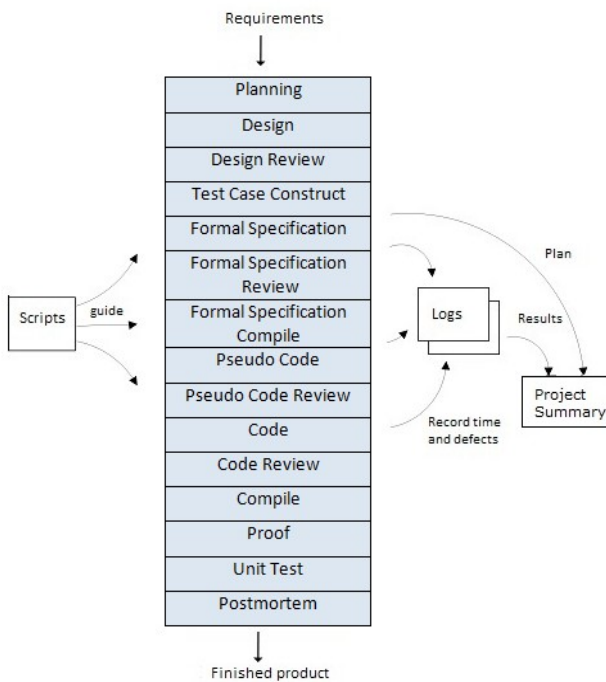 Requirements
Planning
Design
Design Review
Test Case Construct
Formal Specification
Formal Specification
Review
Formal Specification
Compile
Pseudo Code
Pseudo Code Review
Code
Code Review
Compile
Proof
Unit Test
Postmortem
Finished product
Scripts
guide
Logs
Plan
Results
Record time
and defects
Project
Summary